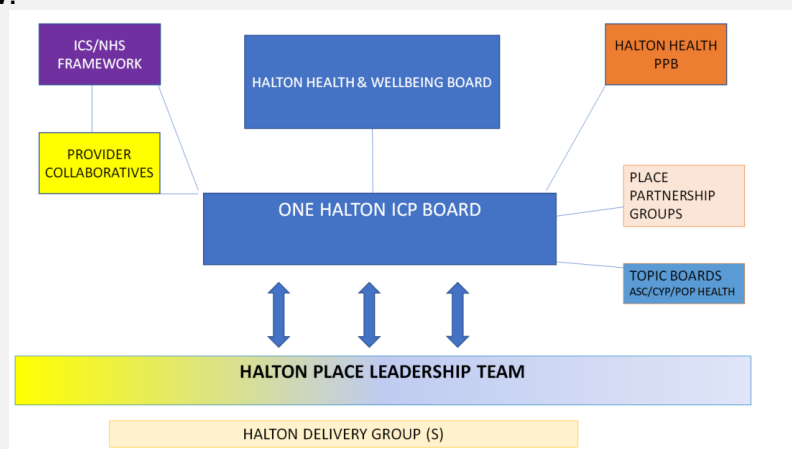 ICS/NHS
FRAMEWORK
HALTON HEALTH & WELLBEING BOARD
HALTON HEALTH
PPB
PROVIDER
COLLABORATIVES
PLACE
PARTNERSHIP
GROUPS
ONE HALTON ICP BOARD
TOPIC BOARDS
ASC/CYP/POP HEALTH
HALTON PLACE LEADERSHIP TEAM
HALTON DELIVERY GROUP (S)